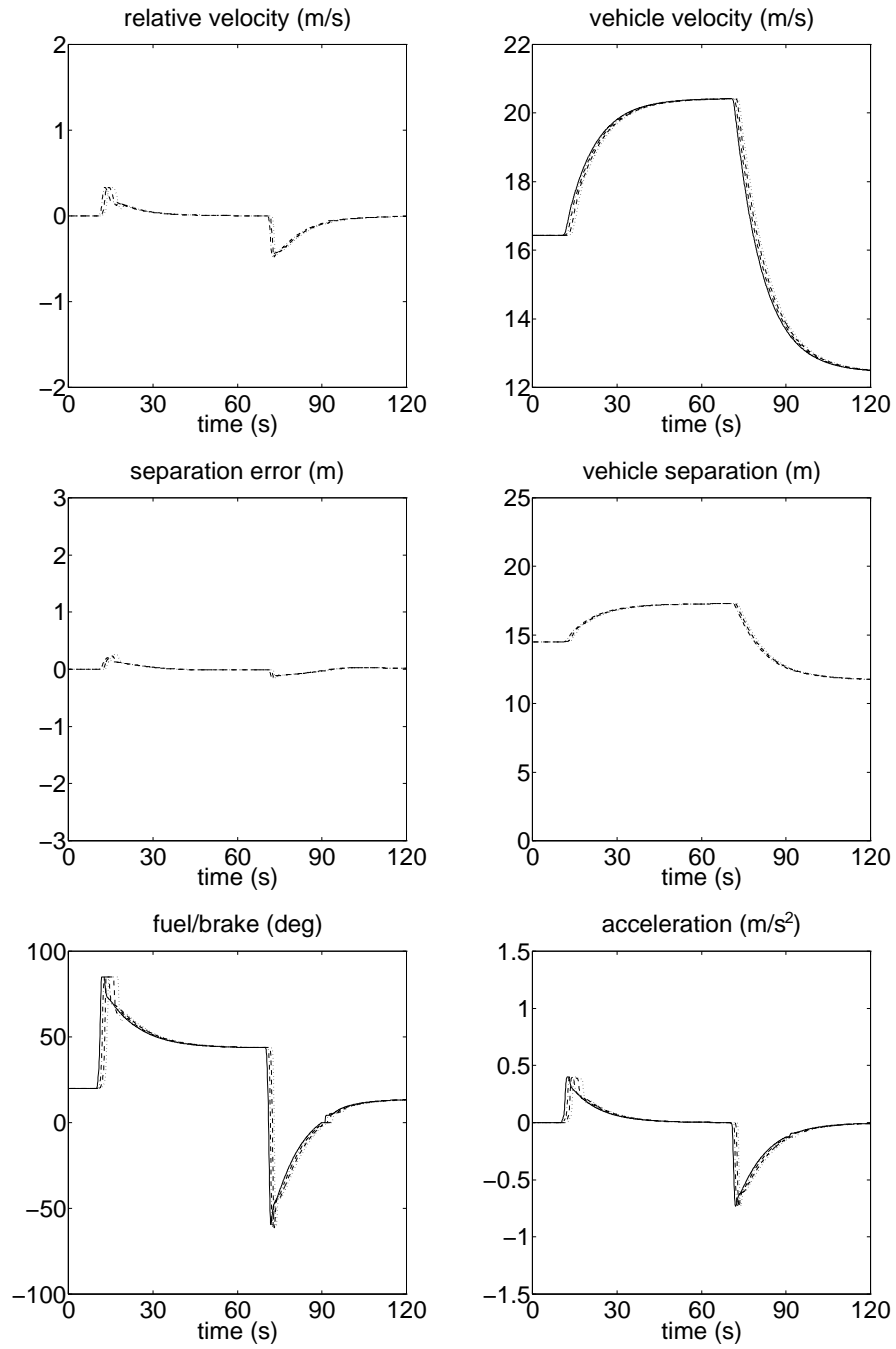 relative velocity (m/s)
2
1
0
−1
−2
0 30 60 90 120
time (s)
vehicle velocity (m/s)
22
20
18
16
14
12
0 30 60 90 120
time (s)
separation error (m)
3
2
1
0
−1
−2
−3
0 30 60 90 120
time (s)
vehicle separation (m)
25
20
15
10
5
0
0 30 60 90 120
time (s)
fuel/brake (deg)
100
50
0
−50
−100
0 30 60 90 120
time (s)
acceleration (m/s²)
1.5
1
0.5
0
−0.5
−1
−1.5
0 30 60 90 120
time (s)